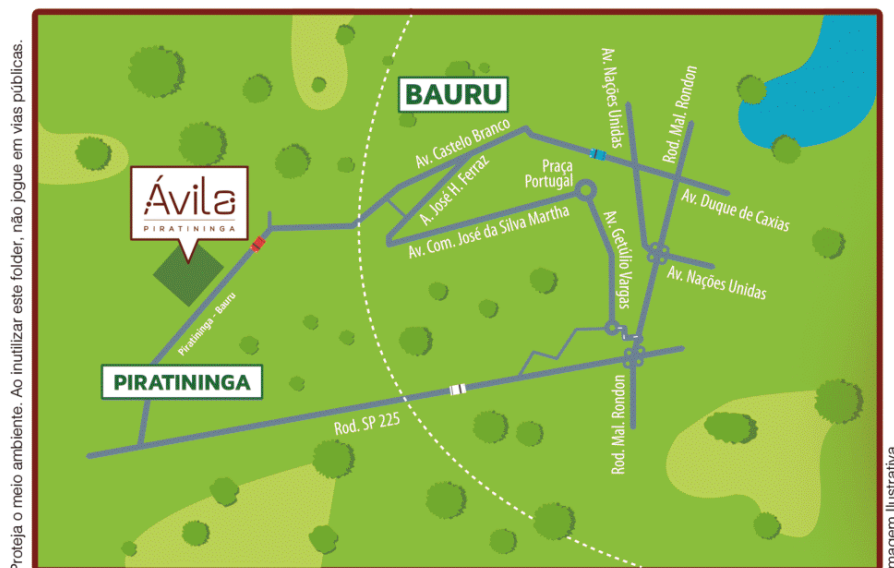 Proteja o meio ambiente. Ao inutilizar este folder, não jogue em vias públicas.
BAURU
Av. Nações Unidas
Rod. Mal. Rondon
Av. Castelo Branco
A. José H. Ferraz
Praça
Portugal
Av. Duque de Caxias
Ávila
PIRATININGA
Av. Com. José da Silva Martha
Av. Getúlio Vargas
Av. Nações Unidas
Piratininga - Bauru
PIRATININGA
Rod. SP 225
Rod. Mal. Rondon
Imagem Ilustrativa